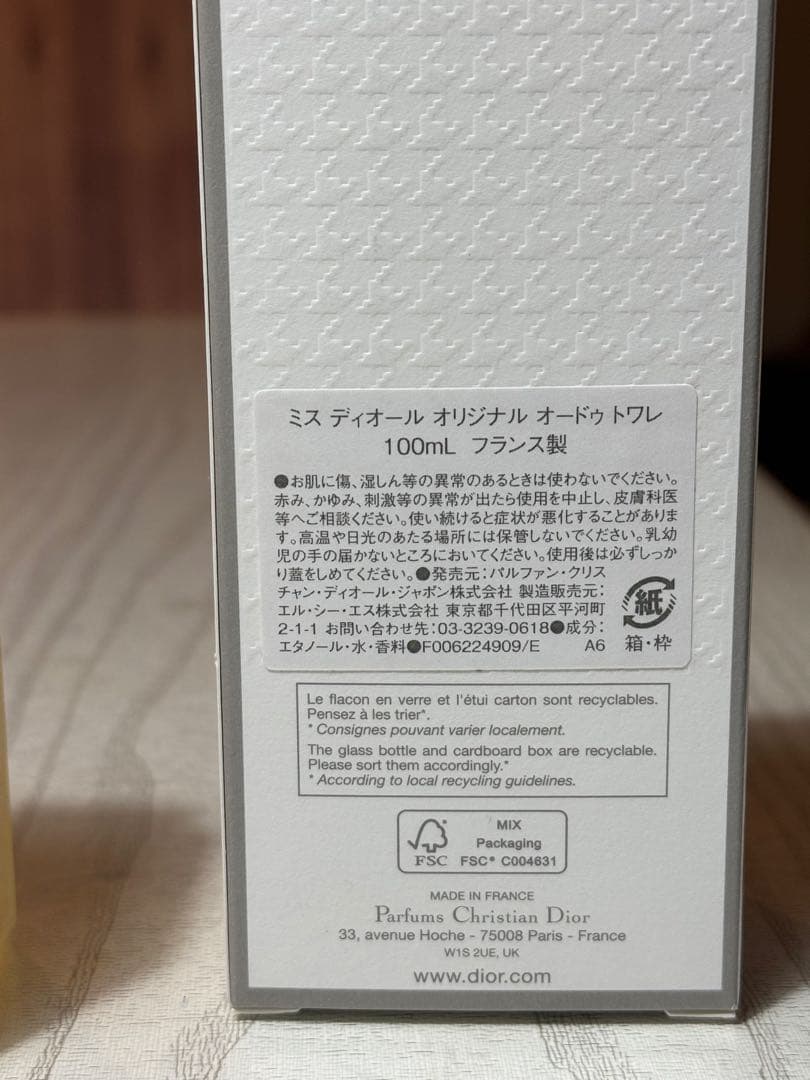 ミス ディオール オリジナル オードゥ トワレ
100mL フランス製
●お肌に傷、湿しん等の異常のあるときは使わないでください。
赤み、かゆみ、刺激等の異常が出たら使用を中止し、皮膚科医
等へご相談ください。使い続けると症状が悪化することがありま
す。高温や日光のあたる場所には保管しないでください。乳幼
児の手の届かないところにおいてください。使用後は必ずしっか
り蓋をしめてください。●発売元：パルファン・クリス
チャン・ディオール・ジャポン株式会社 製造販売元：
エル・シー・エス株式会社 東京都千代田区平河町
2-1-1 お問い合わせ先：03-3239-0618●成分：
エタノール・水・香料●F006224909/E A6
紙
箱・枠
Le flacon en verre et l'étui carton sont recyclables.
Pensez à les trier*.
* Consignes pouvant varier localement.
The glass bottle and cardboard box are recyclable.
Please sort them accordingly.*
* According to local recycling guidelines.
FSC
MIX
Packaging
FSC® C004631
MADE IN FRANCE
Parfums Christian Dior
33, avenue Hoche - 75008 Paris - France
W1S 2UE, UK
www.dior.com